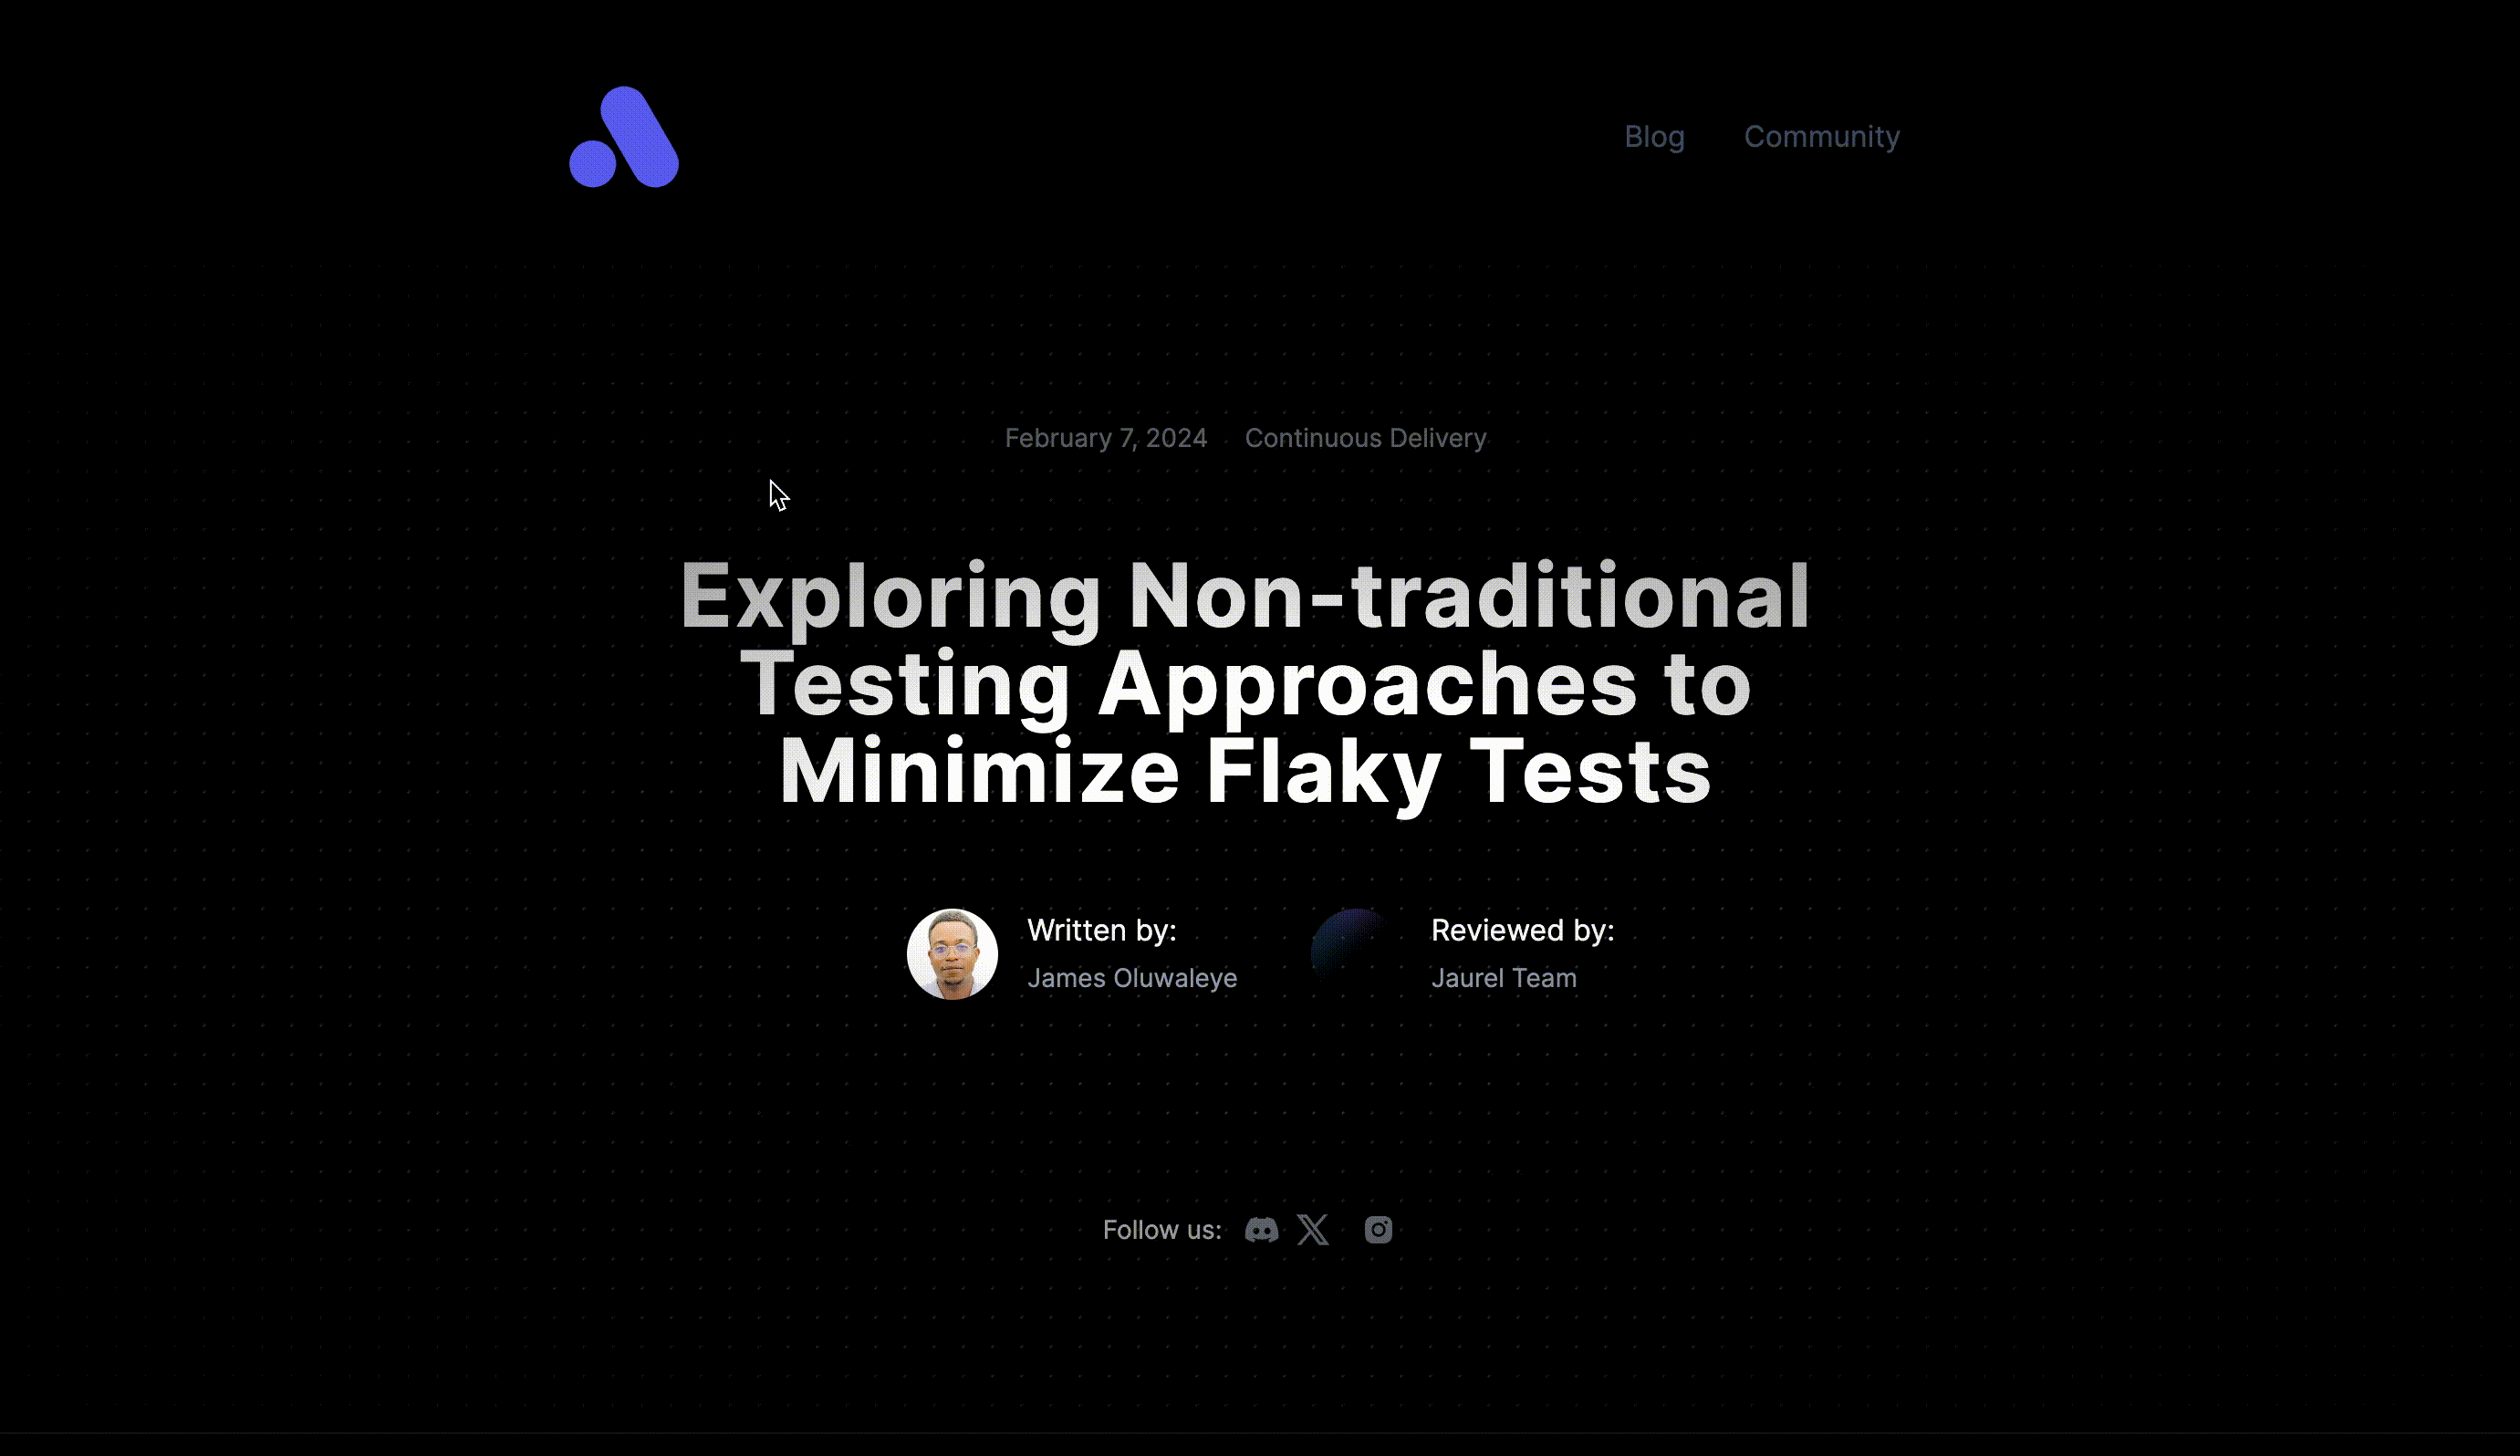 Blog Community
February 7, 2024 Continuous Delivery
Exploring Non-traditional
Testing Approaches to
Minimize Flaky Tests
Written by:
James Oluwaleye
Reviewed by:
Jaurel Team
Follow us: